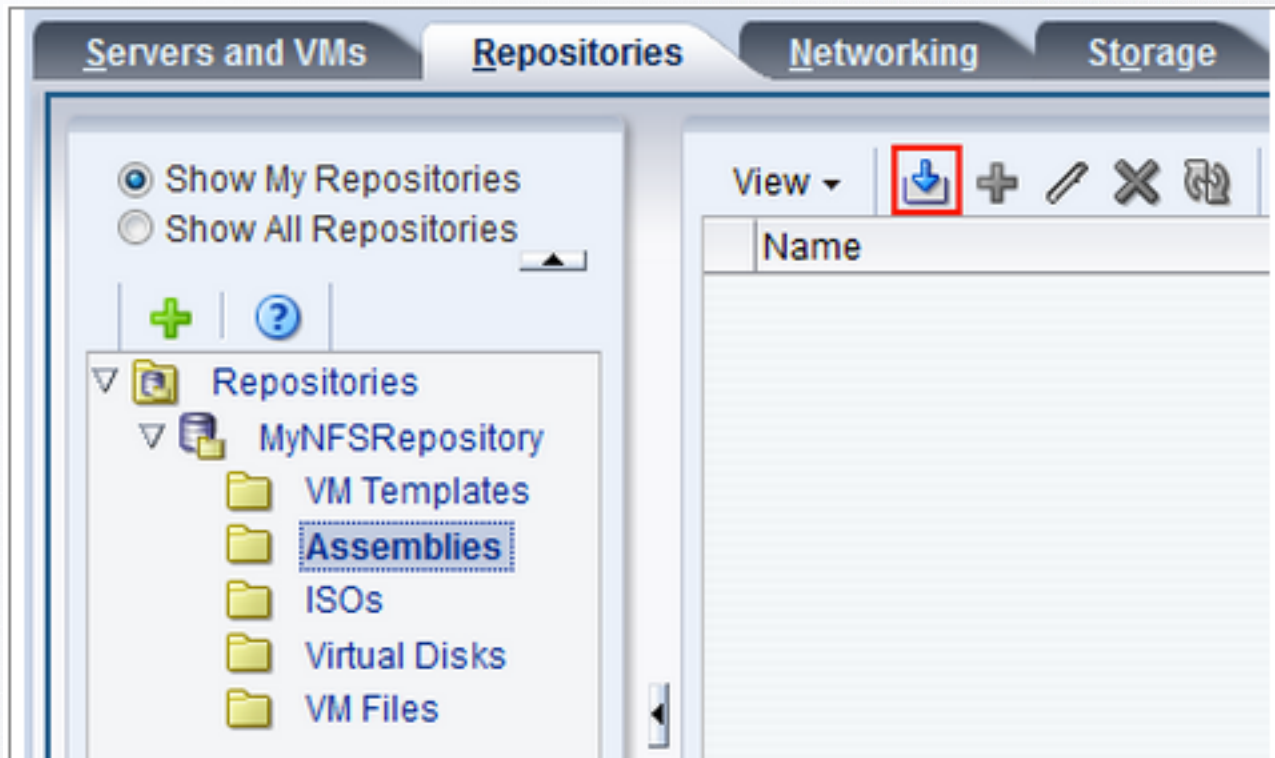 Servers and VMs Repositories Networking Storage
Show My Repositories
Show All Repositories
Repositories
MyNFSRepository
VM Templates
Assemblies
ISOs
Virtual Disks
VM Files
View
Name